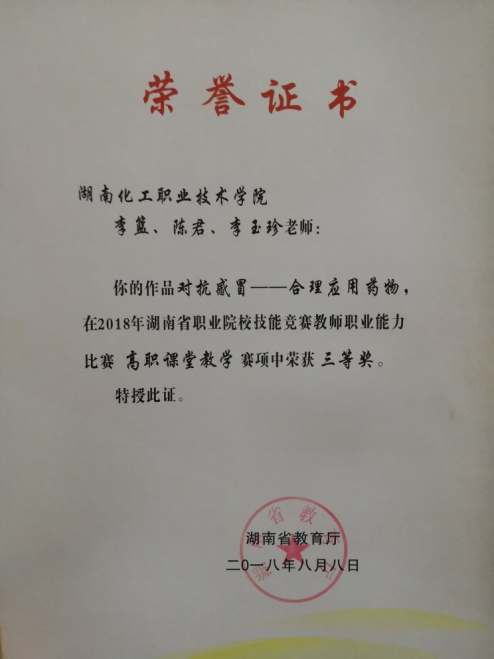 荣誉证书
湖南化工职业技术学院
李蓝、陈君、李玉珍老师：
你的作品对抗感冒——合理应用药物，
在2018年湖南省职业院校技能竞赛教师职业能力
比赛 高职课堂教学 赛项中荣获 三等奖。
特授此证。
湖南省教育厅
二〇一八年八月八日